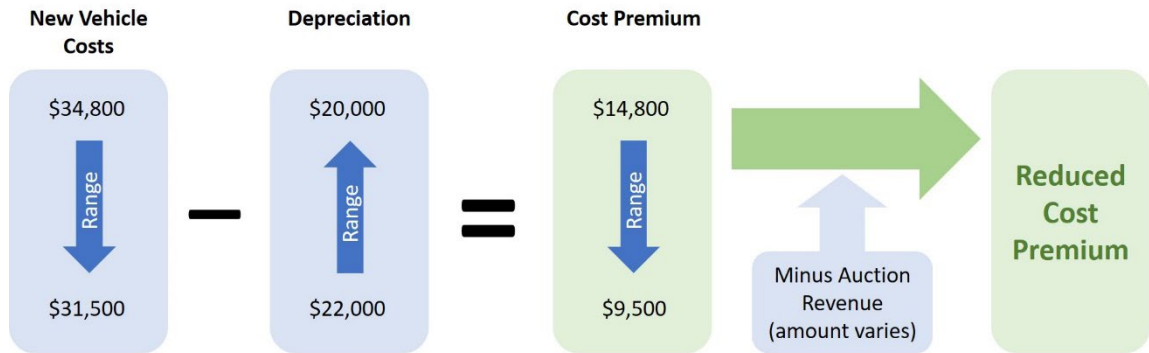 New Vehicle
Costs
Depreciation
Cost Premium
$34,800
Range
$31,500
$20,000
Range
$22,000
$14,800
Range
$9,500
Minus Auction
Revenue
(amount varies)
Reduced
Cost
Premium